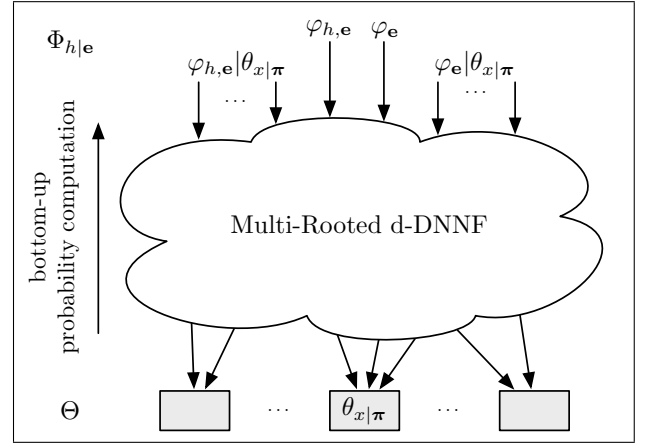 Φ_{h|𝐞}
φ_{h,𝐞} φ_𝐞
φ_{h,𝐞}|θ_{x|𝛑} φ_𝐞|θ_{x|𝛑}
... ...
bottom-up
probability computation
Multi-Rooted d-DNNF
Θ ... θ_{x|𝛑} ...